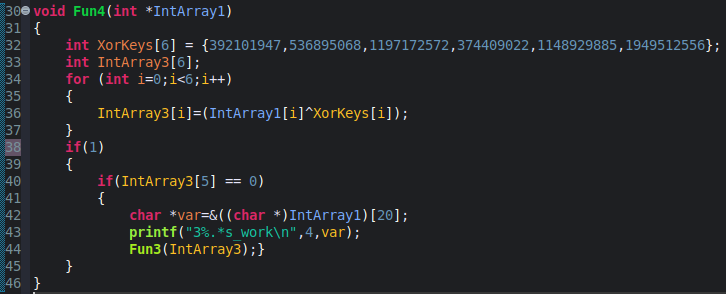 30 void Fun4(int *IntArray1)
31 {
32     int XorKeys[6] = {392101947,536895068,1197172572,374409022,1148929885,1949512556};
33     int IntArray3[6];
34     for (int i=0;i<6;i++)
35     {
36         IntArray3[i]=(IntArray1[i]^XorKeys[i]);
37     }
38     if(1)
39     {
40         if(IntArray3[5] == 0)
41         {
42             char *var=&((char *)IntArray1)[20];
43             printf("3%.*s_work\n",4,var);
44             Fun3(IntArray3);}
45     }
46 }